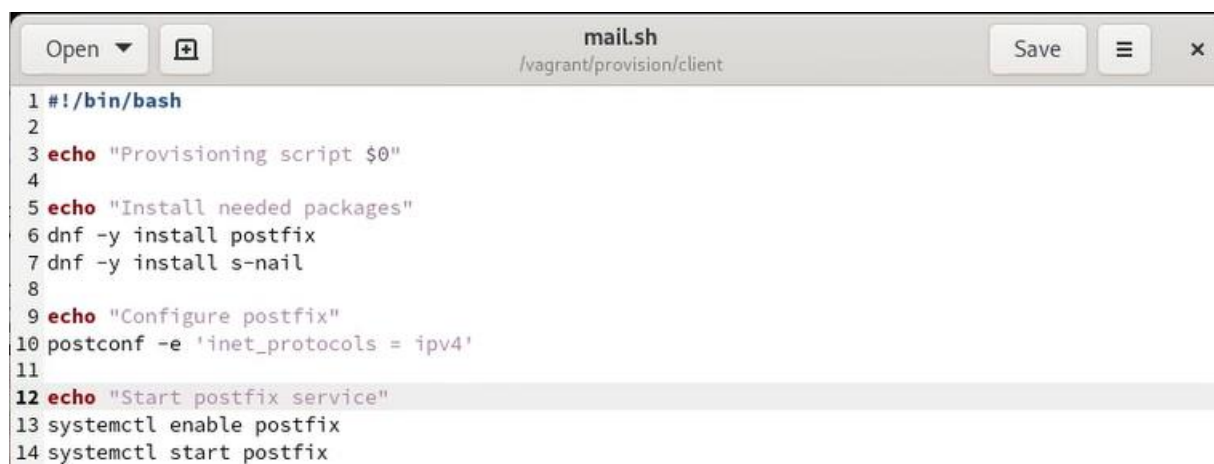 Open
mail.sh
/vagrant/provision/client
Save
1 #!/bin/bash
2
3 echo "Provisioning script $0"
4
5 echo "Install needed packages"
6 dnf -y install postfix
7 dnf -y install s-nail
8
9 echo "Configure postfix"
10 postconf -e 'inet_protocols = ipv4'
11
12 echo "Start postfix service"
13 systemctl enable postfix
14 systemctl start postfix